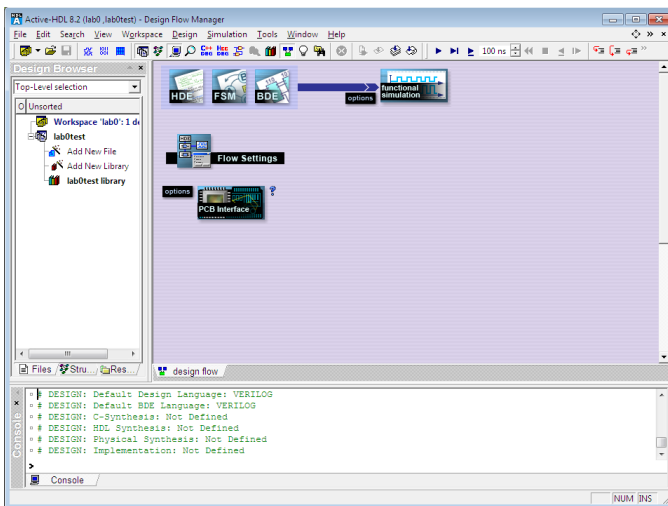 Active-HDL 8.2 (lab0 ,lab0test) - Design Flow Manager
File Edit Search View Workspace Design Simulation Tools Window Help
100 ns
Design Browser
Top-Level selection
Unsorted
Workspace 'lab0': 1 de
lab0test
Add New File
Add New Library
lab0test library
HDE FSM BDE
options
functional
simulation
Flow Settings
options
PCB Interface
?
Files Stru... Res...
design flow
# DESIGN: Default Design Language: VERILOG
# DESIGN: Default BDE Language: VERILOG
# DESIGN: C-Synthesis: Not Defined
# DESIGN: HDL Synthesis: Not Defined
# DESIGN: Physical Synthesis: Not Defined
# DESIGN: Implementation: Not Defined
>
Console
Console
NUM INS